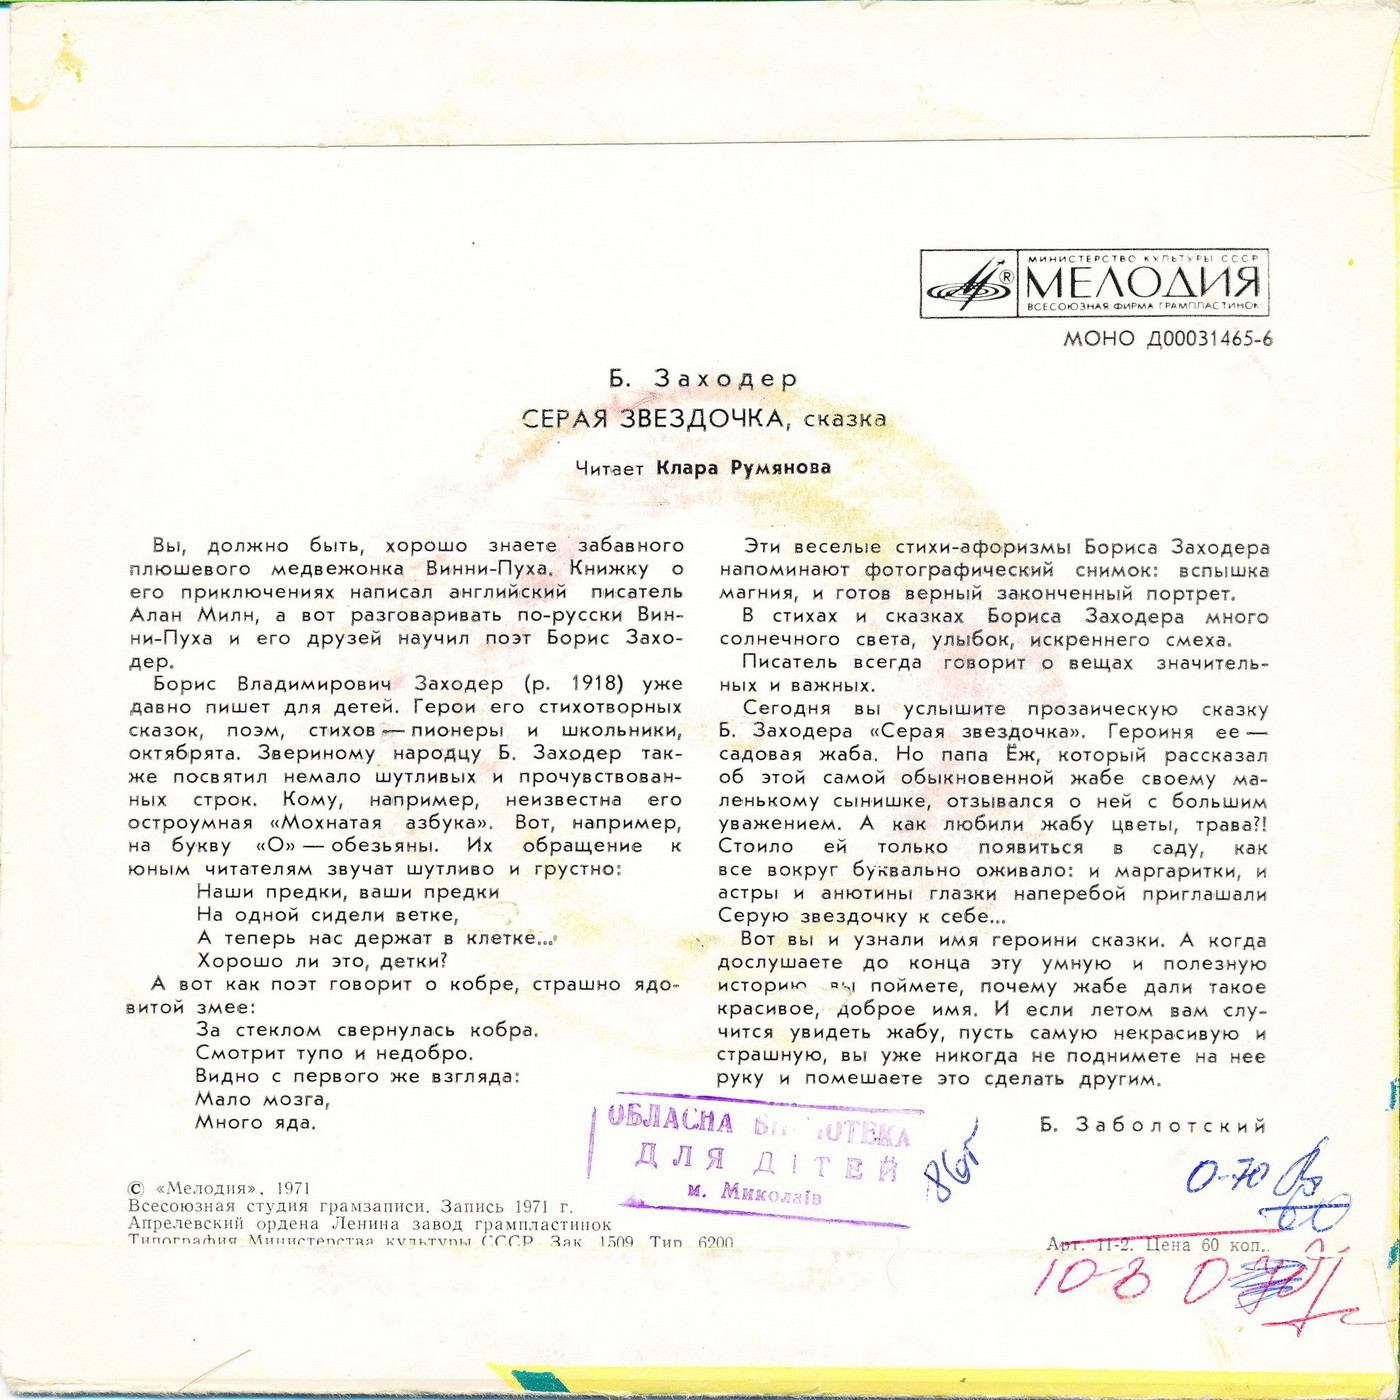 МИНИСТЕРСТВО КУЛЬТУРЫ СССР
МЕЛОДИЯ
ВСЕСОЮЗНАЯ ФИРМА ГРАМПЛАСТИНОК
МОНО Д00031465-6
Б. Заходер
СЕРАЯ ЗВЕЗДОЧКА, сказка
Читает Клара Румянова
Вы, должно быть, хорошо знаете забавного
плюшевого медвежонка Винни-Пуха. Книжку о
его приключениях написал английский писатель
Алан Милн, а вот разговаривать по-русски Вин-
ни-Пуха и его друзей научил поэт Борис Захо-
дер.
Борис Владимирович Заходер (р. 1918) уже
давно пишет для детей. Герои его стихотворных
сказок, поэм, стихов — пионеры и школьники,
октябрята. Звериному народцу Б. Заходер так-
же посвятил немало шутливых и прочувствован-
ных строк. Кому, например, неизвестна его
остроумная «Мохнатая азбука». Вот, например,
на букву «О» — обезьяны. Их обращение к
юным читателям звучат шутливо и грустно:
Наши предки, ваши предки
На одной сидели ветке,
А теперь нас держат в клетке...
Хорошо ли это, детки?
А вот как поэт говорит о кобре, страшно ядо-
витой змее:
За стеклом свернулась кобра.
Смотрит тупо и недобро.
Видно с первого же взгляда:
Мало мозга,
Много яда.
Эти веселые стихи-афоризмы Бориса Заходера
напоминают фотографический снимок: вспышка
магния, и готов верный законченный портрет.
В стихах и сказках Бориса Заходера много
солнечного света, улыбок, искреннего смеха.
Писатель всегда говорит о вещах значитель-
ных и важных.
Сегодня вы услышите прозаическую сказку
Б. Заходера «Серая звездочка». Героиня ее —
садовая жаба. Но папа Ёж, который рассказал
об этой самой обыкновенной жабе своему ма-
ленькому сынишке, отзывался о ней с большим
уважением. А как любили жабу цветы, трава?!
Стоило ей только появиться в саду, как
все вокруг буквально оживало: и маргаритки, и
астры и анютины глазки наперебой приглашали
Серую звездочку к себе...
Вот вы и узнали имя героини сказки. А когда
дослушаете до конца эту умную и полезную
историю вы поймете, почему жабе дали такое
красивое, доброе имя. И если летом вам слу-
чится увидеть жабу, пусть самую некрасивую и
страшную, вы уже никогда не поднимете на нее
руку и помешаете это сделать другим.
Б. Заболотский
ОБЛАСНА БІБЛІОТЕКА
ДЛЯ ДІТЕЙ
м. Миколаїв
0-70
© «Мелодия», 1971
Всесоюзная студия грамзаписи. Запись 1971 г.
Апрелевский ордена Ленина завод грампластинок
Типография Министерства культуры СССР Зак. 1509 Тир 6200
Арт. 11-2. Цена 60 коп.
10-3